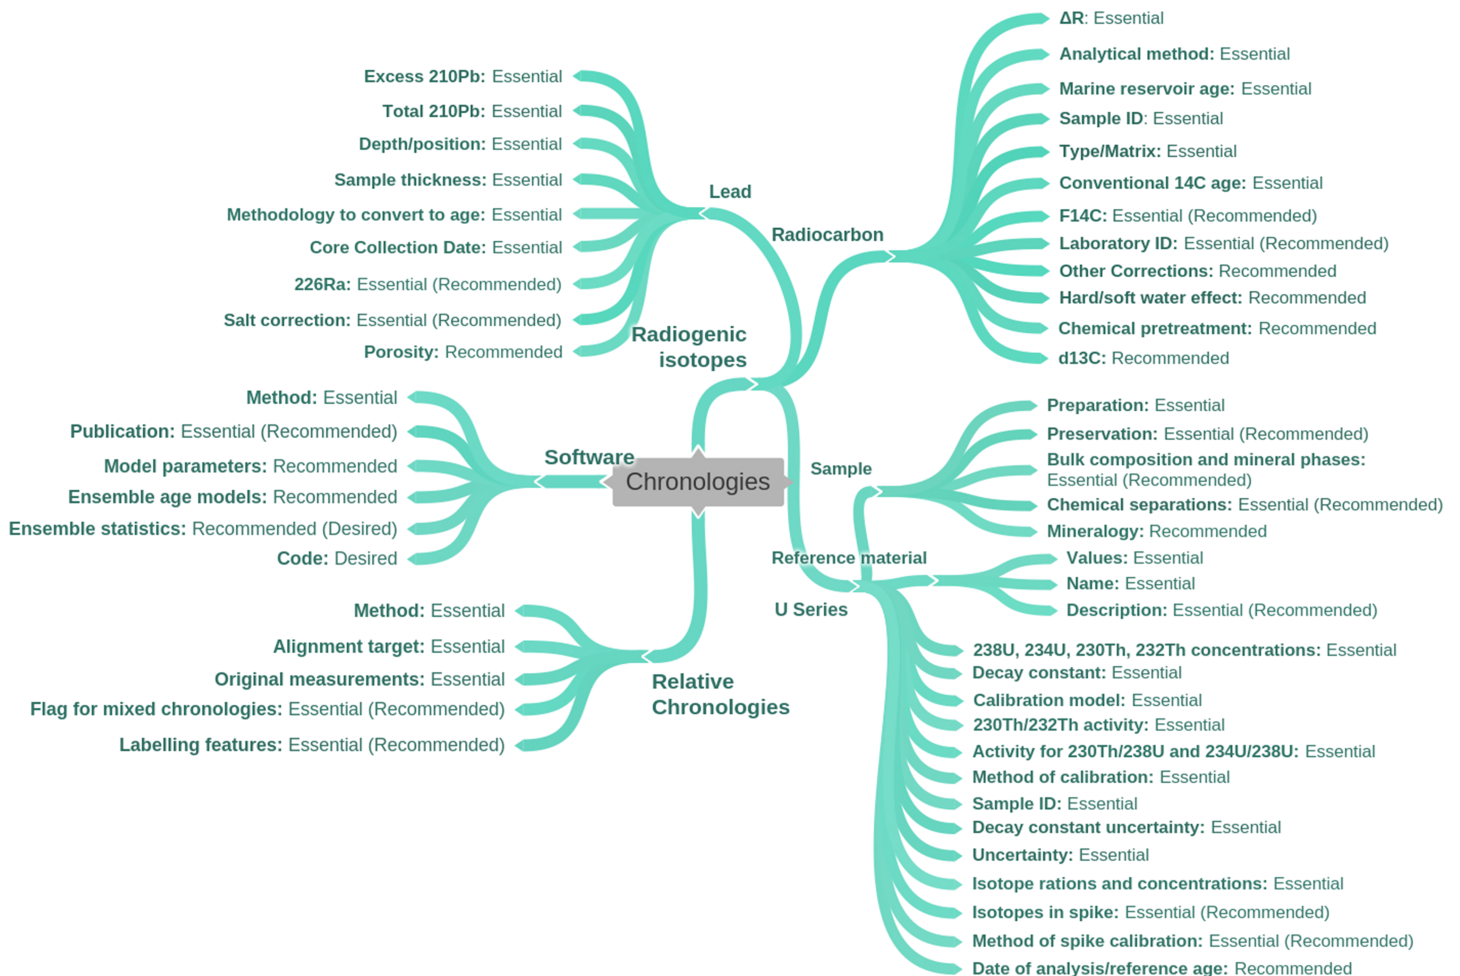 Chronologies
Radiogenic
isotopes
Lead
Excess 210Pb: Essential
Total 210Pb: Essential
Depth/position: Essential
Sample thickness: Essential
Methodology to convert to age: Essential
Core Collection Date: Essential
226Ra: Essential (Recommended)
Salt correction: Essential (Recommended)
Porosity: Recommended
Radiocarbon
ΔR: Essential
Analytical method: Essential
Marine reservoir age: Essential
Sample ID: Essential
Type/Matrix: Essential
Conventional 14C age: Essential
F14C: Essential (Recommended)
Laboratory ID: Essential (Recommended)
Other Corrections: Recommended
Hard/soft water effect: Recommended
Chemical pretreatment: Recommended
d13C: Recommended
U Series
Sample
Preparation: Essential
Preservation: Essential (Recommended)
Bulk composition and mineral phases:
Essential (Recommended)
Chemical separations: Essential (Recommended)
Mineralogy: Recommended
Reference material
Values: Essential
Name: Essential
Description: Essential (Recommended)
238U, 234U, 230Th, 232Th concentrations: Essential
Decay constant: Essential
Calibration model: Essential
230Th/232Th activity: Essential
Activity for 230Th/238U and 234U/238U: Essential
Method of calibration: Essential
Sample ID: Essential
Decay constant uncertainty: Essential
Uncertainty: Essential
Isotope rations and concentrations: Essential
Isotopes in spike: Essential (Recommended)
Method of spike calibration: Essential (Recommended)
Date of analysis/reference age: Recommended
Software
Method: Essential
Publication: Essential (Recommended)
Model parameters: Recommended
Ensemble age models: Recommended
Ensemble statistics: Recommended (Desired)
Code: Desired
Relative
Chronologies
Method: Essential
Alignment target: Essential
Original measurements: Essential
Flag for mixed chronologies: Essential (Recommended)
Labelling features: Essential (Recommended)